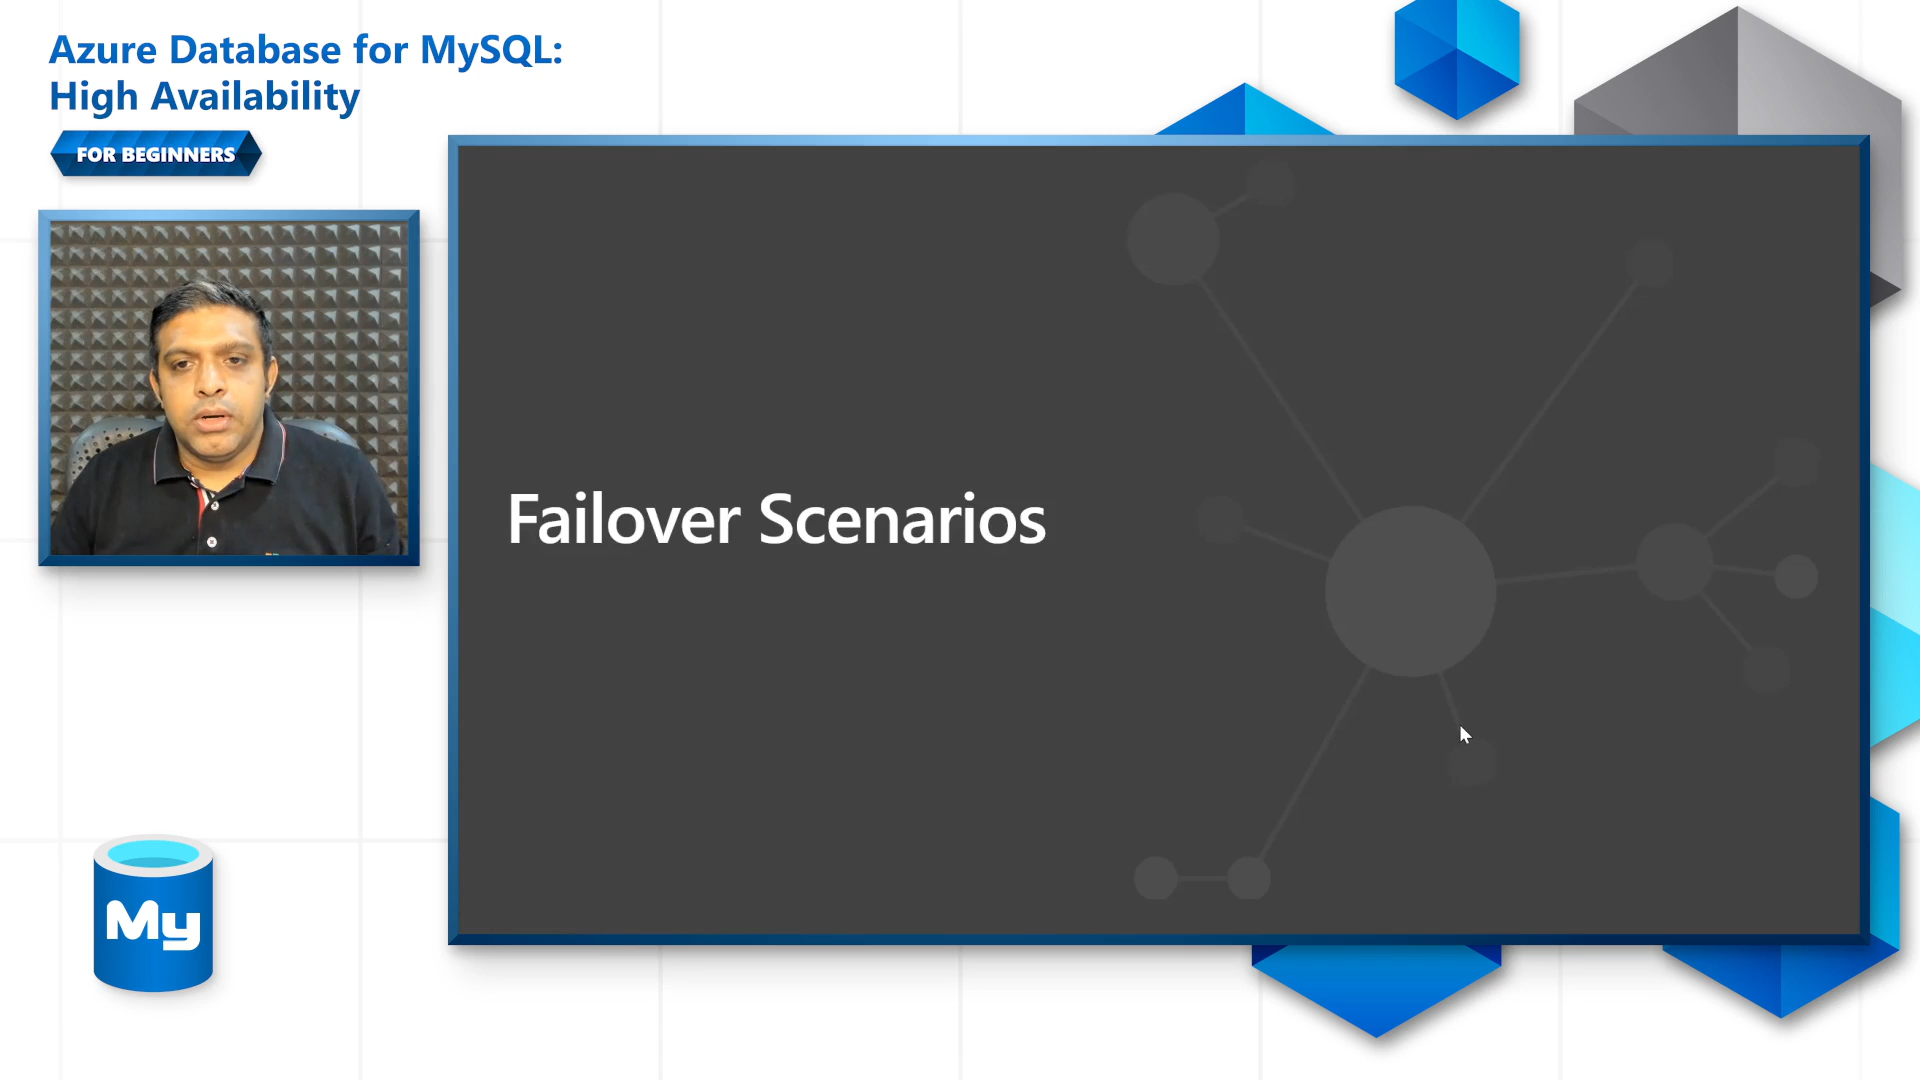 Azure Database for MySQL:
High Availability
FOR BEGINNERS
Failover Scenarios
My